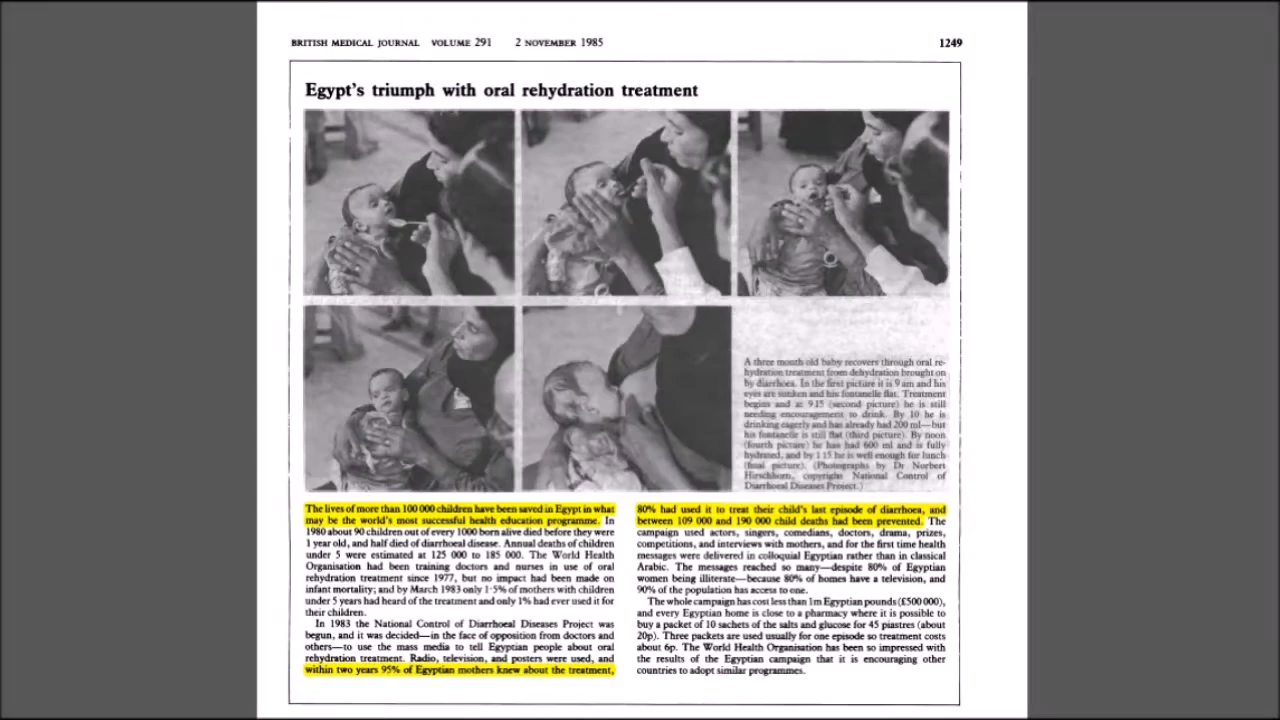 BRITISH MEDICAL JOURNAL VOLUME 291 2 NOVEMBER 1985
1249
Egypt's triumph with oral rehydration treatment
A three month old baby recovers through oral re-
hydration treatment from dehydration brought on
by diarrhoea. In the first picture it is 9 am and his
eyes are sunken and his fontanelle flat. Treatment
begins and at 9 15 (second picture) he is still
needing encouragement to drink. By 10 he is
drinking eagerly and has already had 200 ml—but
his fontanelle is still flat (third picture). By noon
(fourth picture) he has had 600 ml and is fully
hydrated, and by 1 15 he is well enough for lunch
(final picture). (Photographs by Dr Norbert
Hirschhorn, copyright National Control of
Diarrhoeal Diseases Project.)
The lives of more than 100 000 children have been saved in Egypt in what
may be the world's most successful health education programme. In
1980 about 90 children out of every 1000 born alive died before they were
1 year old, and half died of diarrhoeal disease. Annual deaths of children
under 5 were estimated at 125 000 to 185 000. The World Health
Organisation had been training doctors and nurses in use of oral
rehydration treatment since 1977, but no impact had been made on
infant mortality; and by March 1983 only 1·5% of mothers with children
under 5 years had heard of the treatment and only 1% had ever used it for
their children.
In 1983 the National Control of Diarrhoeal Diseases Project was
begun, and it was decided—in the face of opposition from doctors and
others—to use the mass media to tell Egyptian people about oral
rehydration treatment. Radio, television, and posters were used, and
within two years 95% of Egyptian mothers knew about the treatment,
80% had used it to treat their child's last episode of diarrhoea, and
between 109 000 and 190 000 child deaths had been prevented. The
campaign used actors, singers, comedians, doctors, drama, prizes,
competitions, and interviews with mothers, and for the first time health
messages were delivered in colloquial Egyptian rather than in classical
Arabic. The messages reached so many—despite 80% of Egyptian
women being illiterate—because 80% of homes have a television, and
90% of the population has access to one.
The whole campaign has cost less than 1m Egyptian pounds (£500 000),
and every Egyptian home is close to a pharmacy where it is possible to
buy a packet of 10 sachets of the salts and glucose for 45 piastres (about
20p). Three packets are used usually for one episode so treatment costs
about 6p. The World Health Organisation has been so impressed with
the results of the Egyptian campaign that it is encouraging other
countries to adopt similar programmes.